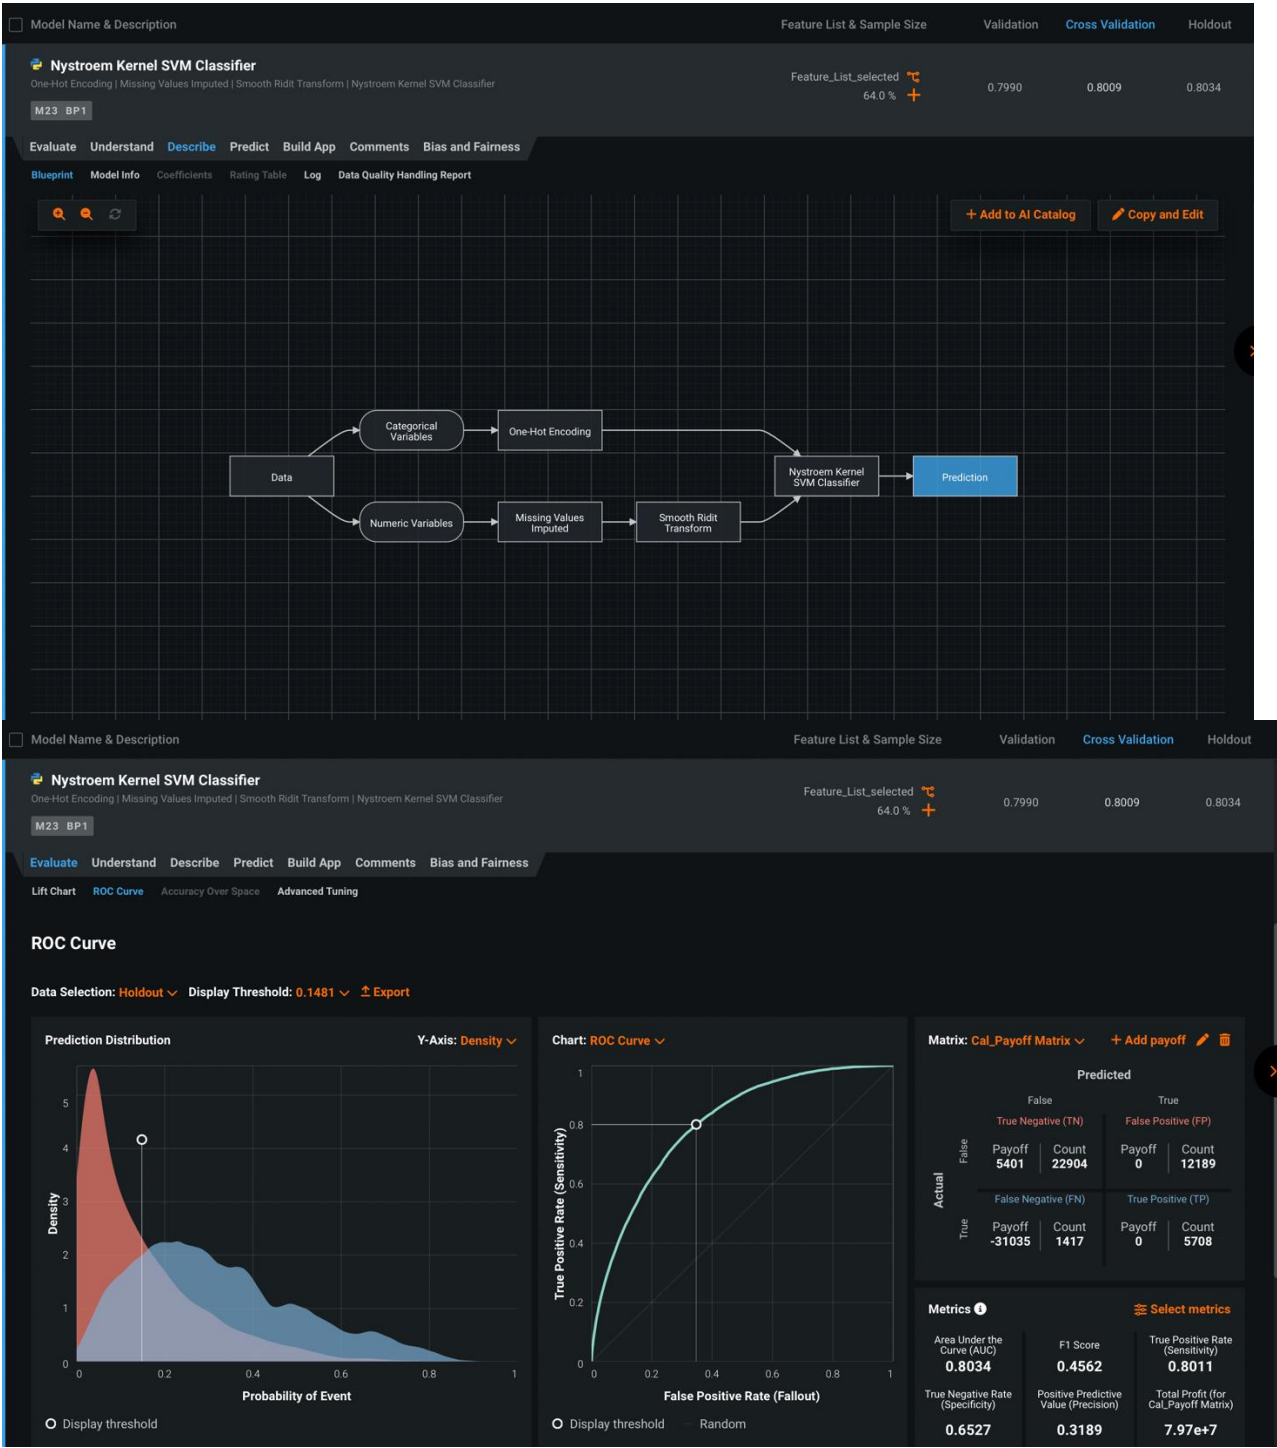 Model Name & Description Feature List & Sample Size Validation Cross Validation Holdout
Nystroem Kernel SVM Classifier
One-Hot Encoding | Missing Values Imputed | Smooth Ridit Transform | Nystroem Kernel SVM Classifier
Feature_List_selected
64.0 %
0.7990 0.8009 0.8034
M23 BP1
Evaluate Understand Describe Predict Build App Comments Bias and Fairness
Blueprint Model Info Coefficients Rating Table Log Data Quality Handling Report
+ Add to AI Catalog Copy and Edit
Data
Categorical
Variables
One-Hot Encoding
Numeric Variables
Missing Values
Imputed
Smooth Ridit
Transform
Nystroem Kernel
SVM Classifier
Prediction
Model Name & Description Feature List & Sample Size Validation Cross Validation Holdout
Nystroem Kernel SVM Classifier
One-Hot Encoding | Missing Values Imputed | Smooth Ridit Transform | Nystroem Kernel SVM Classifier
Feature_List_selected
64.0 %
0.7990 0.8009 0.8034
M23 BP1
Evaluate Understand Describe Predict Build App Comments Bias and Fairness
Lift Chart ROC Curve Accuracy Over Space Advanced Tuning
ROC Curve
Data Selection: Holdout Display Threshold: 0.1481 Export
Prediction Distribution Y-Axis: Density
5
4
3
2
1
0
Density
0 0.2 0.4 0.6 0.8 1
Probability of Event
Display threshold
Chart: ROC Curve
1
0.8
0.6
0.4
0.2
0
True Positive Rate (Sensitivity)
0 0.2 0.4 0.6 0.8 1
False Positive Rate (Fallout)
Display threshold Random
Matrix: Cal_Payoff Matrix + Add payoff
Predicted
False True
Actual
False
True Negative (TN) False Positive (FP)
Payoff Count Payoff Count
5401 22904 0 12189
True
False Negative (FN) True Positive (TP)
Payoff Count Payoff Count
-31035 1417 0 5708
Metrics Select metrics
Area Under the
Curve (AUC)
0.8034
F1 Score
0.4562
True Positive Rate
(Sensitivity)
0.8011
True Negative Rate
(Specificity)
0.6527
Positive Predictive
Value (Precision)
0.3189
Total Profit (for
Cal_Payoff Matrix)
7.97e+7